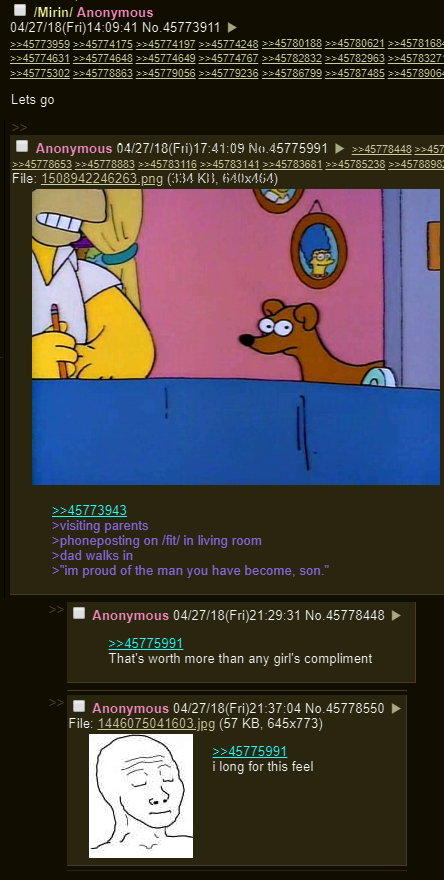 /Mirin/ Anonymous
04/27/18(Fri)14:09:41 No.45773911 ▶
>>45773959 >>45774175 >>45774197 >>45774248 >>45780188 >>45780621 >>4578168
>>45774631 >>45774648 >>45774649 >>45774767 >>45782832 >>45782963 >>4578327
>>45775302 >>45778863 >>45779056 >>45779236 >>45786799 >>45787485 >>4578906
Lets go
>>
Anonymous 04/27/18(Fri)17:41:09 No.45775991 ▶ >>45778448 >>457
>>45778653 >>45778883 >>45783116 >>45783141 >>45783681 >>45785238 >>4578898
File: 1508942246263.png (334 KB, 640x464)
>>45773943
>visiting parents
>phoneposting on /fit/ in living room
>dad walks in
>"im proud of the man you have become, son."
>> Anonymous 04/27/18(Fri)21:29:31 No.45778448 ▶
>>45775991
That's worth more than any girl's compliment
>> Anonymous 04/27/18(Fri)21:37:04 No.45778550 ▶
File: 1446075041603.jpg (57 KB, 645x773)
>>45775991
i long for this feel